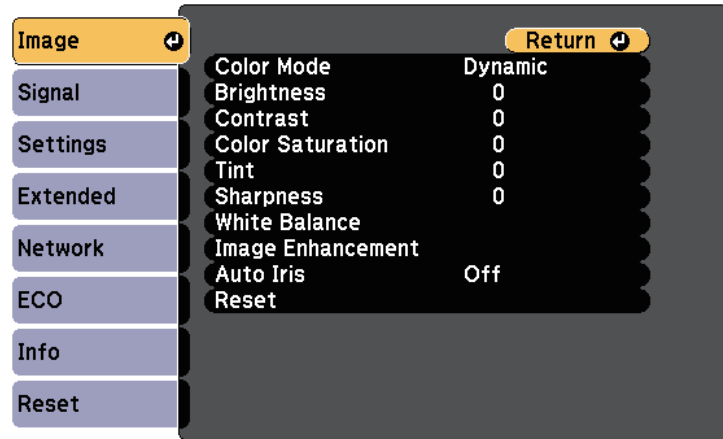 Image
Signal
Settings
Extended
Network
ECO
Info
Reset
Return
Color Mode Dynamic
Brightness 0
Contrast 0
Color Saturation 0
Tint 0
Sharpness 0
White Balance
Image Enhancement
Auto Iris Off
Reset